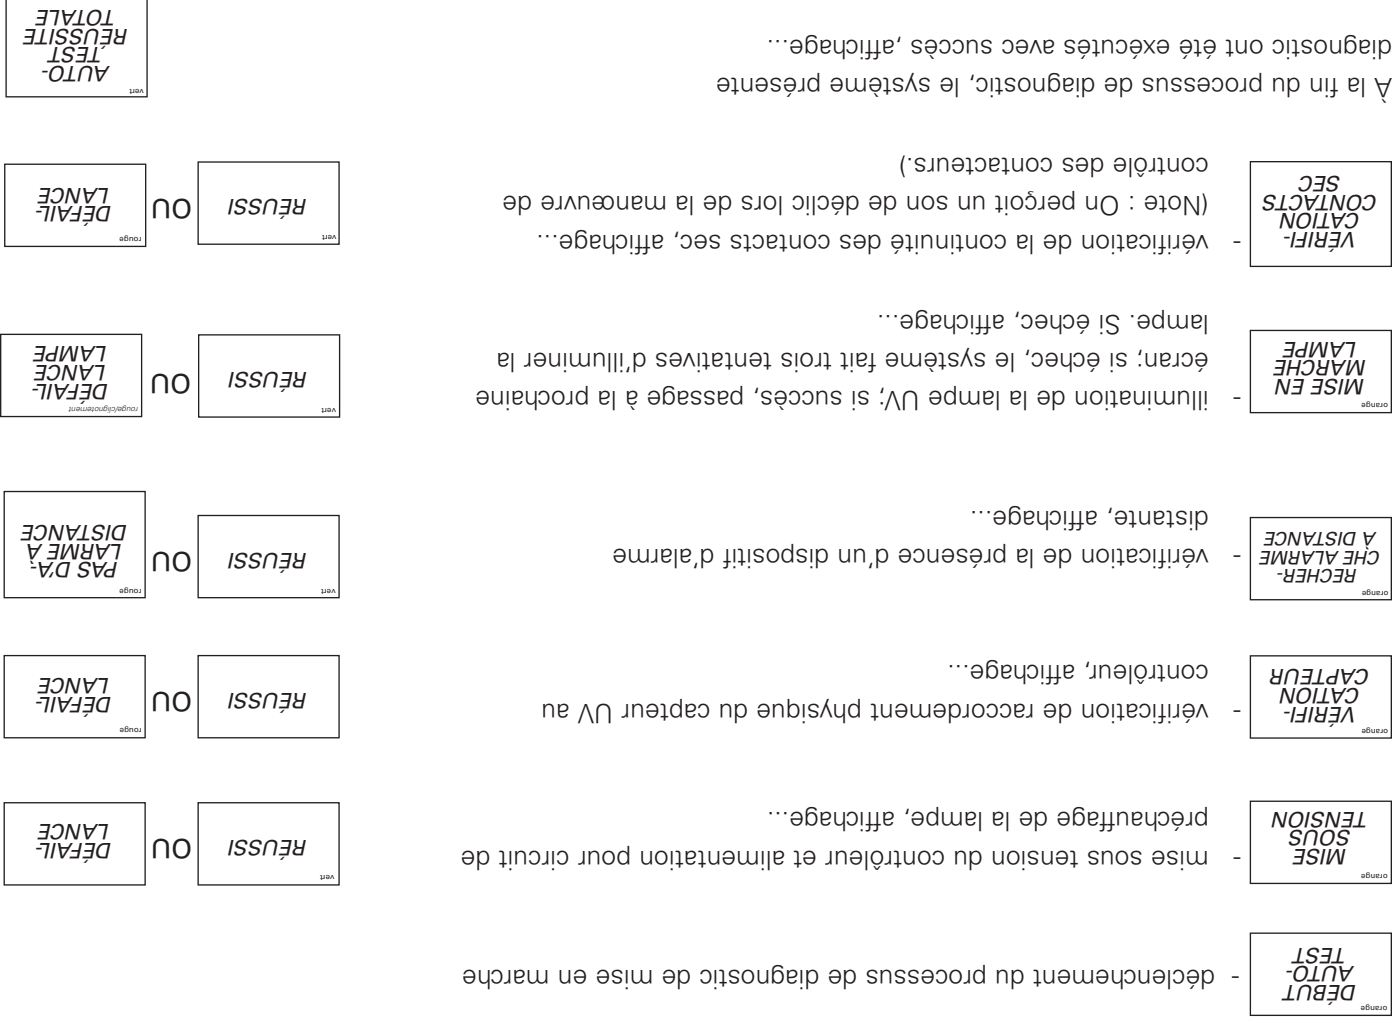 orange
DÉBUT
AUTO-
TEST
- déclenchement du processus de diagnostic de mise en marche
orange
MISE
SOUS
TENSION
- mise sous tension du contrôleur et alimentation pour circuit de
préchauffage de la lampe, affichage...
vert
RÉUSSI
OU
DÉFAIL-
LANCE
orange
VÉRIFI-
CATION
CAPTEUR
- vérification de raccordement physique du capteur UV au
contrôleur, affichage...
RÉUSSI
OU
rouge
DÉFAIL-
LANCE
orange
RECHER-
CHE ALARME
À DISTANCE
- vérification de la présence d'un dispositif d'alarme
distante, affichage...
vert
RÉUSSI
OU
rouge
PAS D'A-
LARME À
DISTANCE
orange
MISE EN
MARCHE
LAMPE
- illumination de la lampe UV; si succès, passage à la prochaine
écran; si échec, le système fait trois tentatives d'illuminer la
lampe. Si échec, affichage...
vert
RÉUSSI
OU
rouge/clignotement
DÉFAIL-
LANCE
LAMPE
VÉRIFI-
CATION
CONTACTS
SEC
- vérification de la continuité des contacts sec, affichage...
(Note : On perçoit un son de déclic lors de la manœuvre de
contrôle des contacteurs.)
vert
RÉUSSI
OU
rouge
DÉFAIL-
LANCE
À la fin du processus de diagnostic, le système présente
diagnostic ont été exécutés avec succès, affichage...
vert
AUTO-
TEST
RÉUSSITE
TOTALE